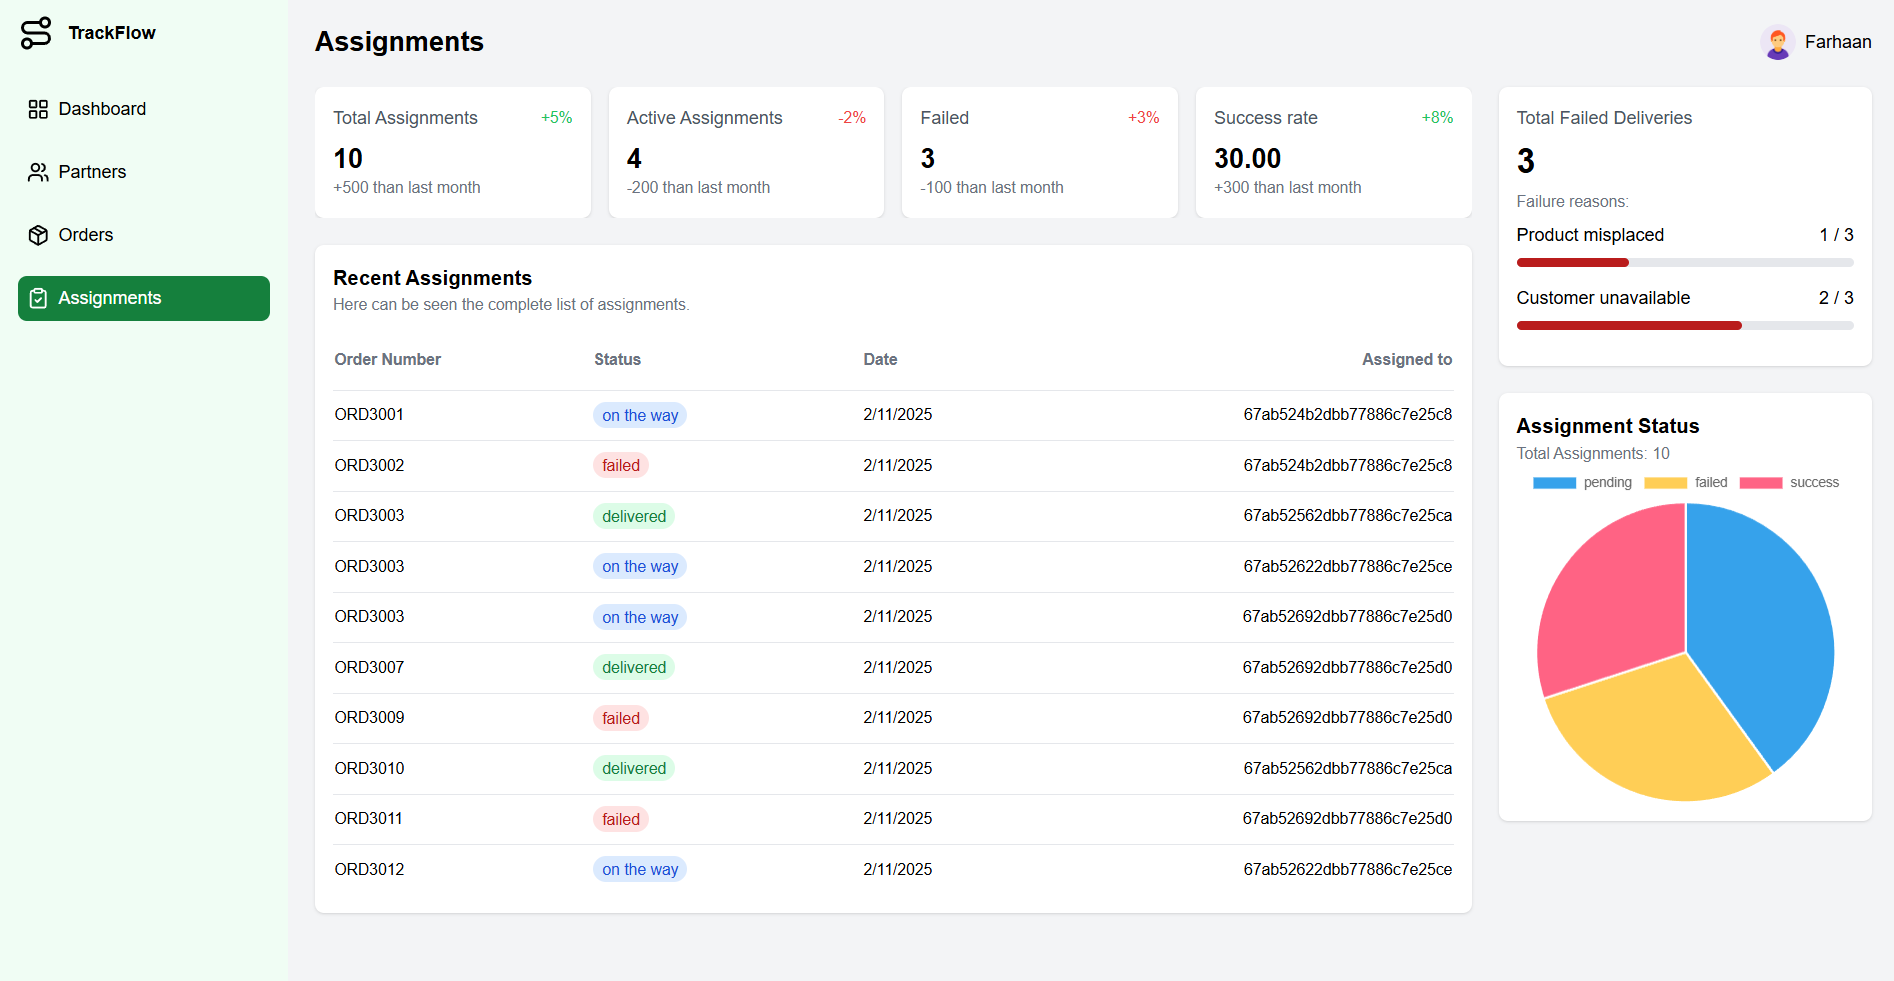 TrackFlow
Dashboard
Partners
Orders
Assignments
Assignments
Farhaan
Total Assignments +5%
10
+500 than last month
Active Assignments -2%
4
-200 than last month
Failed +3%
3
-100 than last month
Success rate +8%
30.00
+300 than last month
Recent Assignments
Here can be seen the complete list of assignments.
Order Number Status Date Assigned to
ORD3001 on the way 2/11/2025 67ab524b2dbb77886c7e25c8
ORD3002 failed 2/11/2025 67ab524b2dbb77886c7e25c8
ORD3003 delivered 2/11/2025 67ab52562dbb77886c7e25ca
ORD3003 on the way 2/11/2025 67ab52622dbb77886c7e25ce
ORD3003 on the way 2/11/2025 67ab52692dbb77886c7e25d0
ORD3007 delivered 2/11/2025 67ab52692dbb77886c7e25d0
ORD3009 failed 2/11/2025 67ab52692dbb77886c7e25d0
ORD3010 delivered 2/11/2025 67ab52562dbb77886c7e25ca
ORD3011 failed 2/11/2025 67ab52692dbb77886c7e25d0
ORD3012 on the way 2/11/2025 67ab52622dbb77886c7e25ce
Total Failed Deliveries
3
Failure reasons:
Product misplaced 1 / 3
Customer unavailable 2 / 3
Assignment Status
Total Assignments: 10
pending failed success